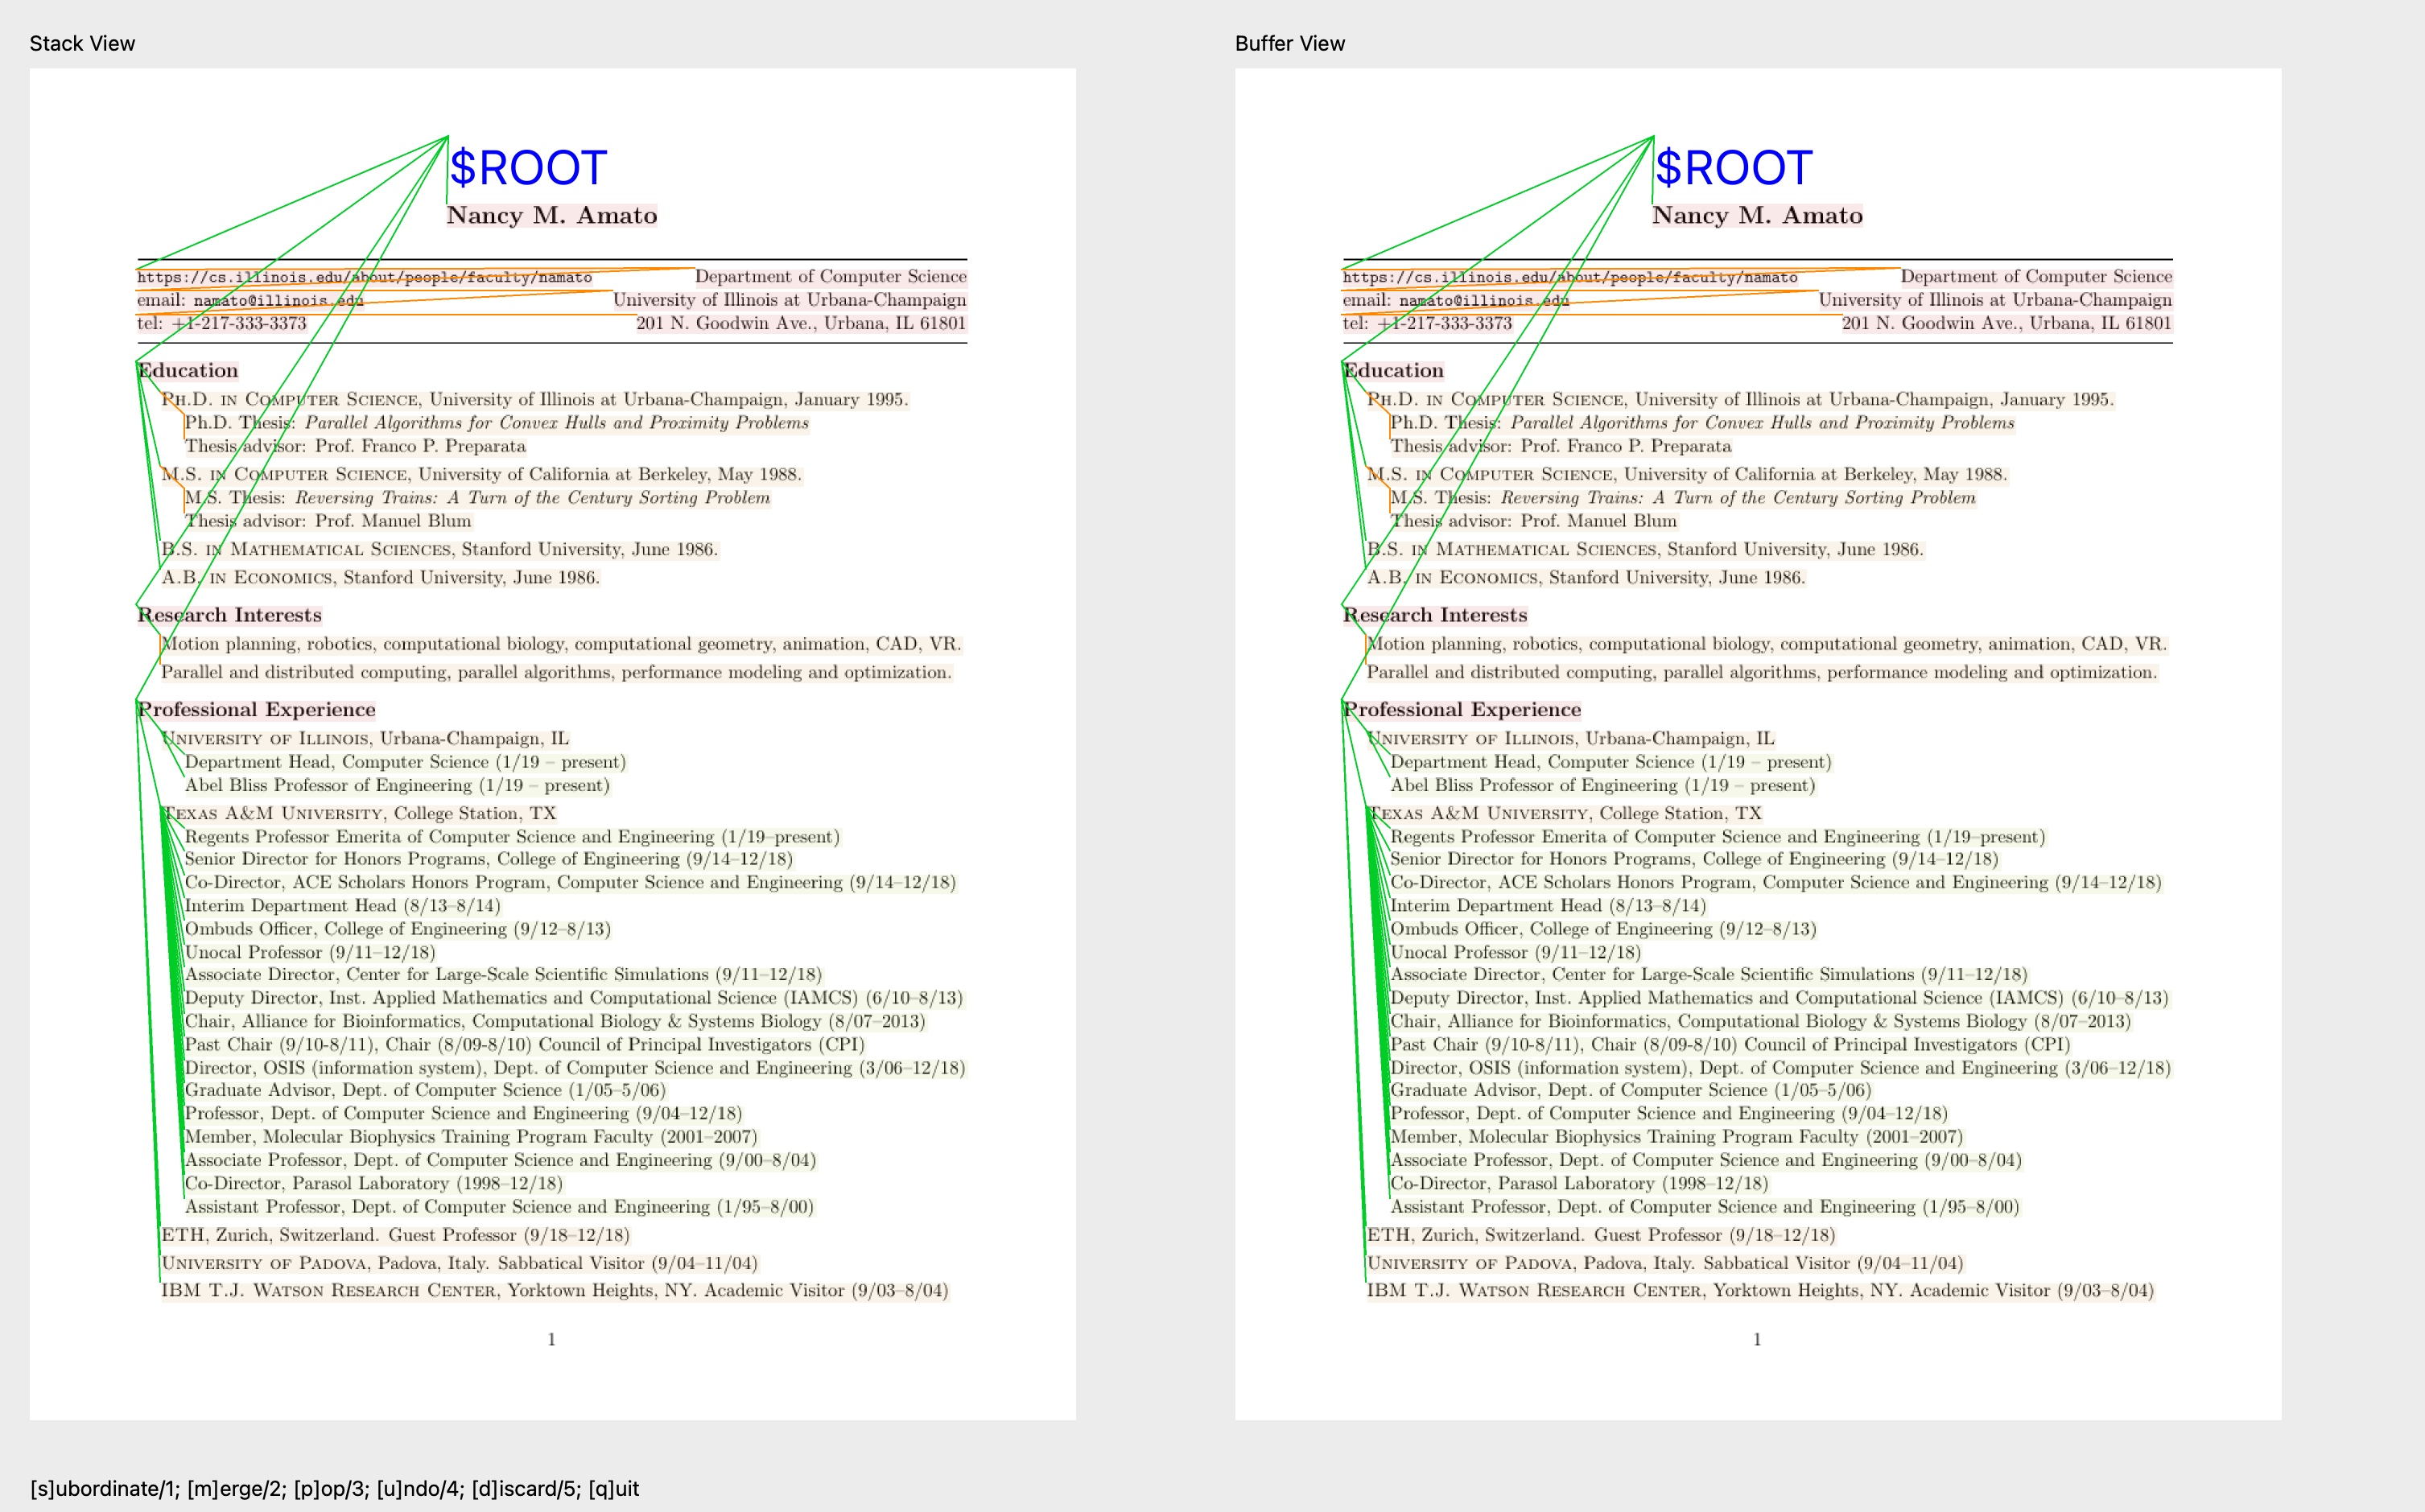 Stack View
$ROOT
Nancy M. Amato
https://cs.illinois.edu/about/people/faculty/namato Department of Computer Science
email: namato@illinois.edu University of Illinois at Urbana-Champaign
tel: +1-217-333-3373 201 N. Goodwin Ave., Urbana, IL 61801
Education
Ph.D. in Computer Science, University of Illinois at Urbana-Champaign, January 1995.
Ph.D. Thesis: Parallel Algorithms for Convex Hulls and Proximity Problems
Thesis advisor: Prof. Franco P. Preparata
M.S. in Computer Science, University of California at Berkeley, May 1988.
M.S. Thesis: Reversing Trains: A Turn of the Century Sorting Problem
Thesis advisor: Prof. Manuel Blum
B.S. in Mathematical Sciences, Stanford University, June 1986.
A.B. in Economics, Stanford University, June 1986.
Research Interests
Motion planning, robotics, computational biology, computational geometry, animation, CAD, VR.
Parallel and distributed computing, parallel algorithms, performance modeling and optimization.
Professional Experience
University of Illinois, Urbana-Champaign, IL
Department Head, Computer Science (1/19 – present)
Abel Bliss Professor of Engineering (1/19 – present)
Texas A&M University, College Station, TX
Regents Professor Emerita of Computer Science and Engineering (1/19–present)
Senior Director for Honors Programs, College of Engineering (9/14–12/18)
Co-Director, ACE Scholars Honors Program, Computer Science and Engineering (9/14–12/18)
Interim Department Head (8/13–8/14)
Ombuds Officer, College of Engineering (9/12–8/13)
Unocal Professor (9/11–12/18)
Associate Director, Center for Large-Scale Scientific Simulations (9/11–12/18)
Deputy Director, Inst. Applied Mathematics and Computational Science (IAMCS) (6/10–8/13)
Chair, Alliance for Bioinformatics, Computational Biology & Systems Biology (8/07–2013)
Past Chair (9/10-8/11), Chair (8/09-8/10) Council of Principal Investigators (CPI)
Director, OSIS (information system), Dept. of Computer Science and Engineering (3/06–12/18)
Graduate Advisor, Dept. of Computer Science (1/05–5/06)
Professor, Dept. of Computer Science and Engineering (9/04–12/18)
Member, Molecular Biophysics Training Program Faculty (2001–2007)
Associate Professor, Dept. of Computer Science and Engineering (9/00–8/04)
Co-Director, Parasol Laboratory (1998–12/18)
Assistant Professor, Dept. of Computer Science and Engineering (1/95–8/00)
ETH, Zurich, Switzerland. Guest Professor (9/18–12/18)
University of Padova, Padova, Italy. Sabbatical Visitor (9/04–11/04)
IBM T.J. Watson Research Center, Yorktown Heights, NY. Academic Visitor (9/03–8/04)
1
Buffer View
$ROOT
Nancy M. Amato
https://cs.illinois.edu/about/people/faculty/namato Department of Computer Science
email: namato@illinois.edu University of Illinois at Urbana-Champaign
tel: +1-217-333-3373 201 N. Goodwin Ave., Urbana, IL 61801
Education
Ph.D. in Computer Science, University of Illinois at Urbana-Champaign, January 1995.
Ph.D. Thesis: Parallel Algorithms for Convex Hulls and Proximity Problems
Thesis advisor: Prof. Franco P. Preparata
M.S. in Computer Science, University of California at Berkeley, May 1988.
M.S. Thesis: Reversing Trains: A Turn of the Century Sorting Problem
Thesis advisor: Prof. Manuel Blum
B.S. in Mathematical Sciences, Stanford University, June 1986.
A.B. in Economics, Stanford University, June 1986.
Research Interests
Motion planning, robotics, computational biology, computational geometry, animation, CAD, VR.
Parallel and distributed computing, parallel algorithms, performance modeling and optimization.
Professional Experience
University of Illinois, Urbana-Champaign, IL
Department Head, Computer Science (1/19 – present)
Abel Bliss Professor of Engineering (1/19 – present)
Texas A&M University, College Station, TX
Regents Professor Emerita of Computer Science and Engineering (1/19–present)
Senior Director for Honors Programs, College of Engineering (9/14–12/18)
Co-Director, ACE Scholars Honors Program, Computer Science and Engineering (9/14–12/18)
Interim Department Head (8/13–8/14)
Ombuds Officer, College of Engineering (9/12–8/13)
Unocal Professor (9/11–12/18)
Associate Director, Center for Large-Scale Scientific Simulations (9/11–12/18)
Deputy Director, Inst. Applied Mathematics and Computational Science (IAMCS) (6/10–8/13)
Chair, Alliance for Bioinformatics, Computational Biology & Systems Biology (8/07–2013)
Past Chair (9/10-8/11), Chair (8/09-8/10) Council of Principal Investigators (CPI)
Director, OSIS (information system), Dept. of Computer Science and Engineering (3/06–12/18)
Graduate Advisor, Dept. of Computer Science (1/05–5/06)
Professor, Dept. of Computer Science and Engineering (9/04–12/18)
Member, Molecular Biophysics Training Program Faculty (2001–2007)
Associate Professor, Dept. of Computer Science and Engineering (9/00–8/04)
Co-Director, Parasol Laboratory (1998–12/18)
Assistant Professor, Dept. of Computer Science and Engineering (1/95–8/00)
ETH, Zurich, Switzerland. Guest Professor (9/18–12/18)
University of Padova, Padova, Italy. Sabbatical Visitor (9/04–11/04)
IBM T.J. Watson Research Center, Yorktown Heights, NY. Academic Visitor (9/03–8/04)
1
[s]ubordinate/1; [m]erge/2; [p]op/3; [u]ndo/4; [d]iscard/5; [q]uit